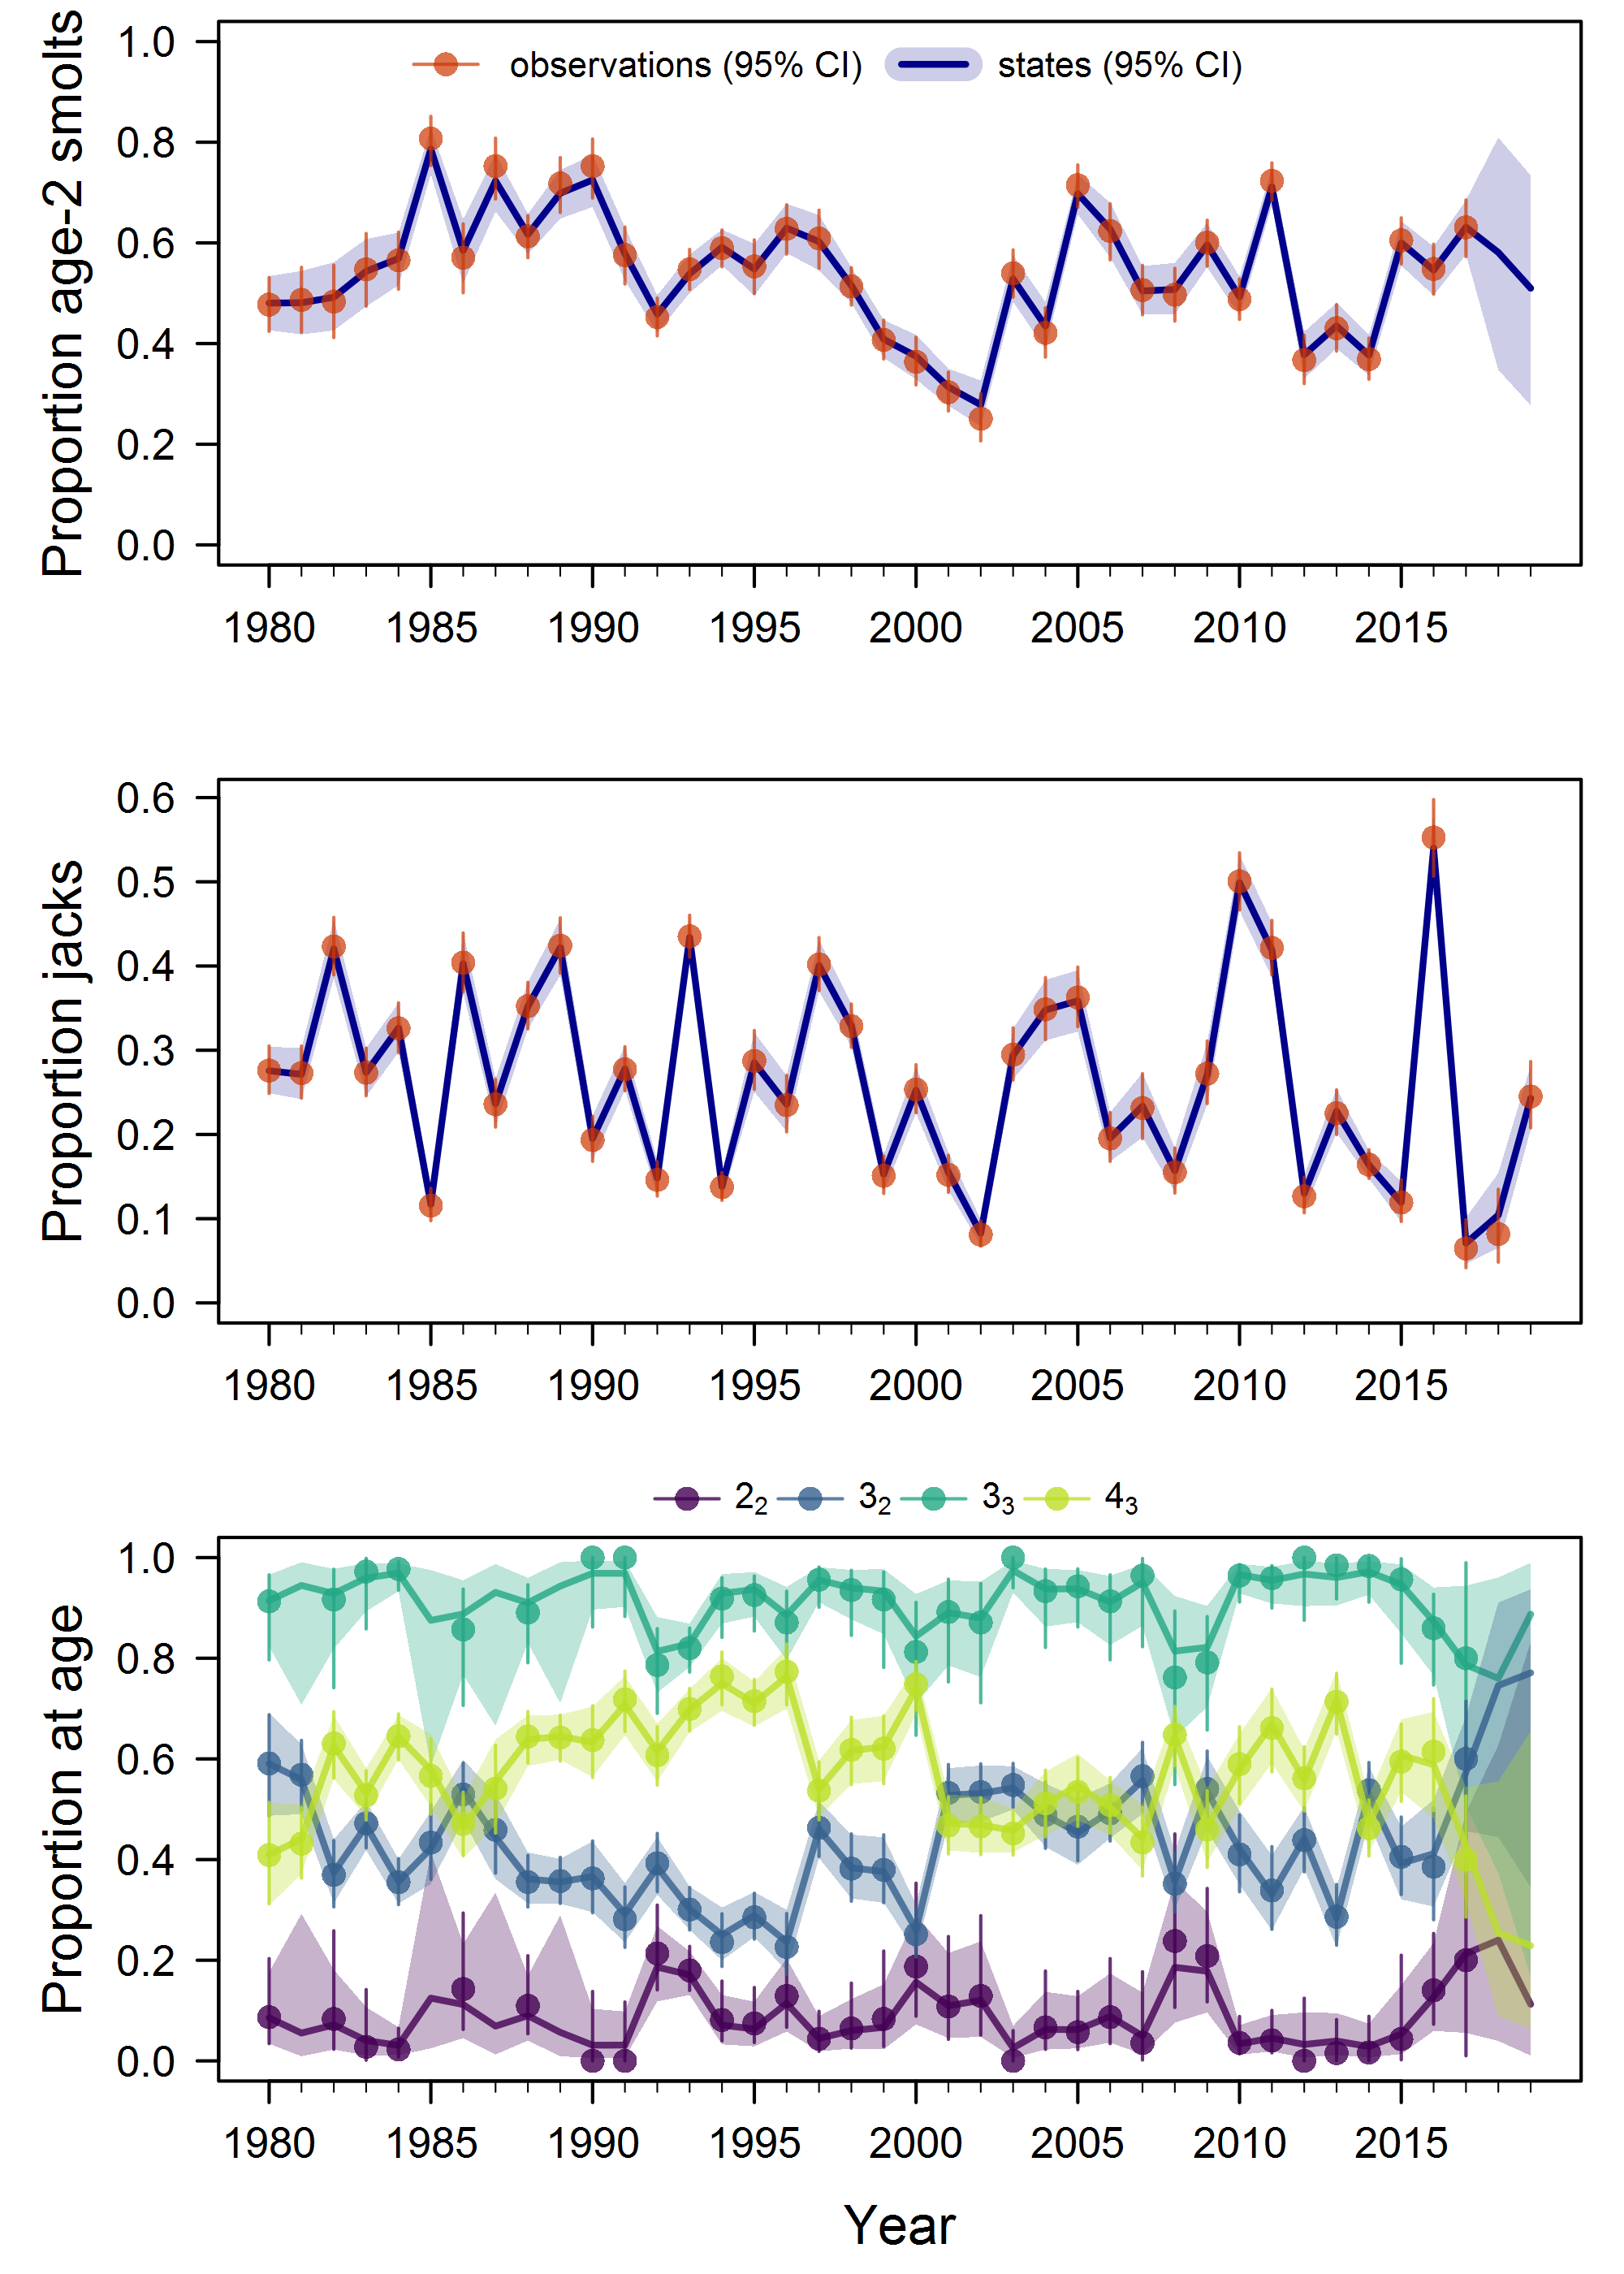 Proportion age-2 smolts
observations (95% CI) states (95% CI)
1.0
0.8
0.6
0.4
0.2
0.0
1980 1985 1990 1995 2000 2005 2010 2015
Proportion jacks
0.6
0.5
0.4
0.3
0.2
0.1
0.0
1980 1985 1990 1995 2000 2005 2010 2015
2₂ 3₂ 3₃ 4₃
Proportion at age
1.0
0.8
0.6
0.4
0.2
0.0
1980 1985 1990 1995 2000 2005 2010 2015
Year